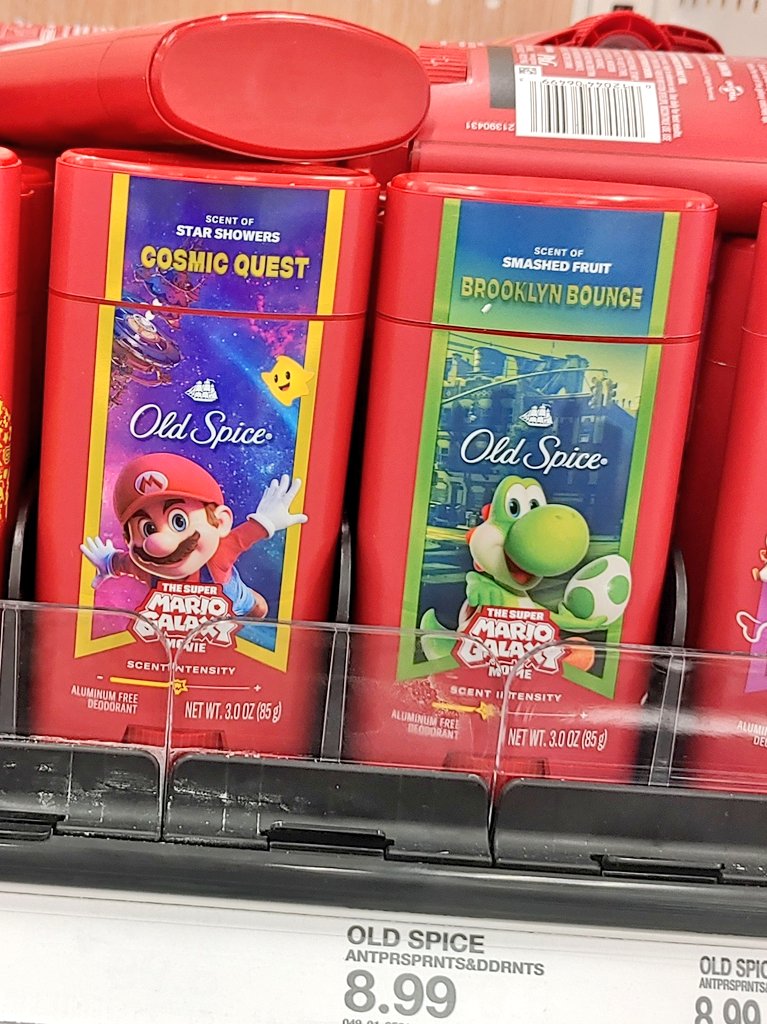 21390431
SCENT OF
STAR SHOWERS
COSMIC QUEST
Old Spice
M
THE SUPER
MARIO
GALAXY
MOVIE
SCENT INTENSITY
- +
ALUMINUM FREE
DEODORANT
NET WT. 3.0 OZ (85g)
SCENT OF
SMASHED FRUIT
BROOKLYN BOUNCE
Old Spice
THE SUPER
MARIO
GALAXY
MOVIE
SCENT INTENSITY
+
ALUMINUM FREE
DEODORANT
NET WT. 3.0 OZ (85g)
OLD SPICE
ANTPRSPRNTS&DDRNTS
8.99
OLD SPIC
ANTPRSPRNTS
8.99